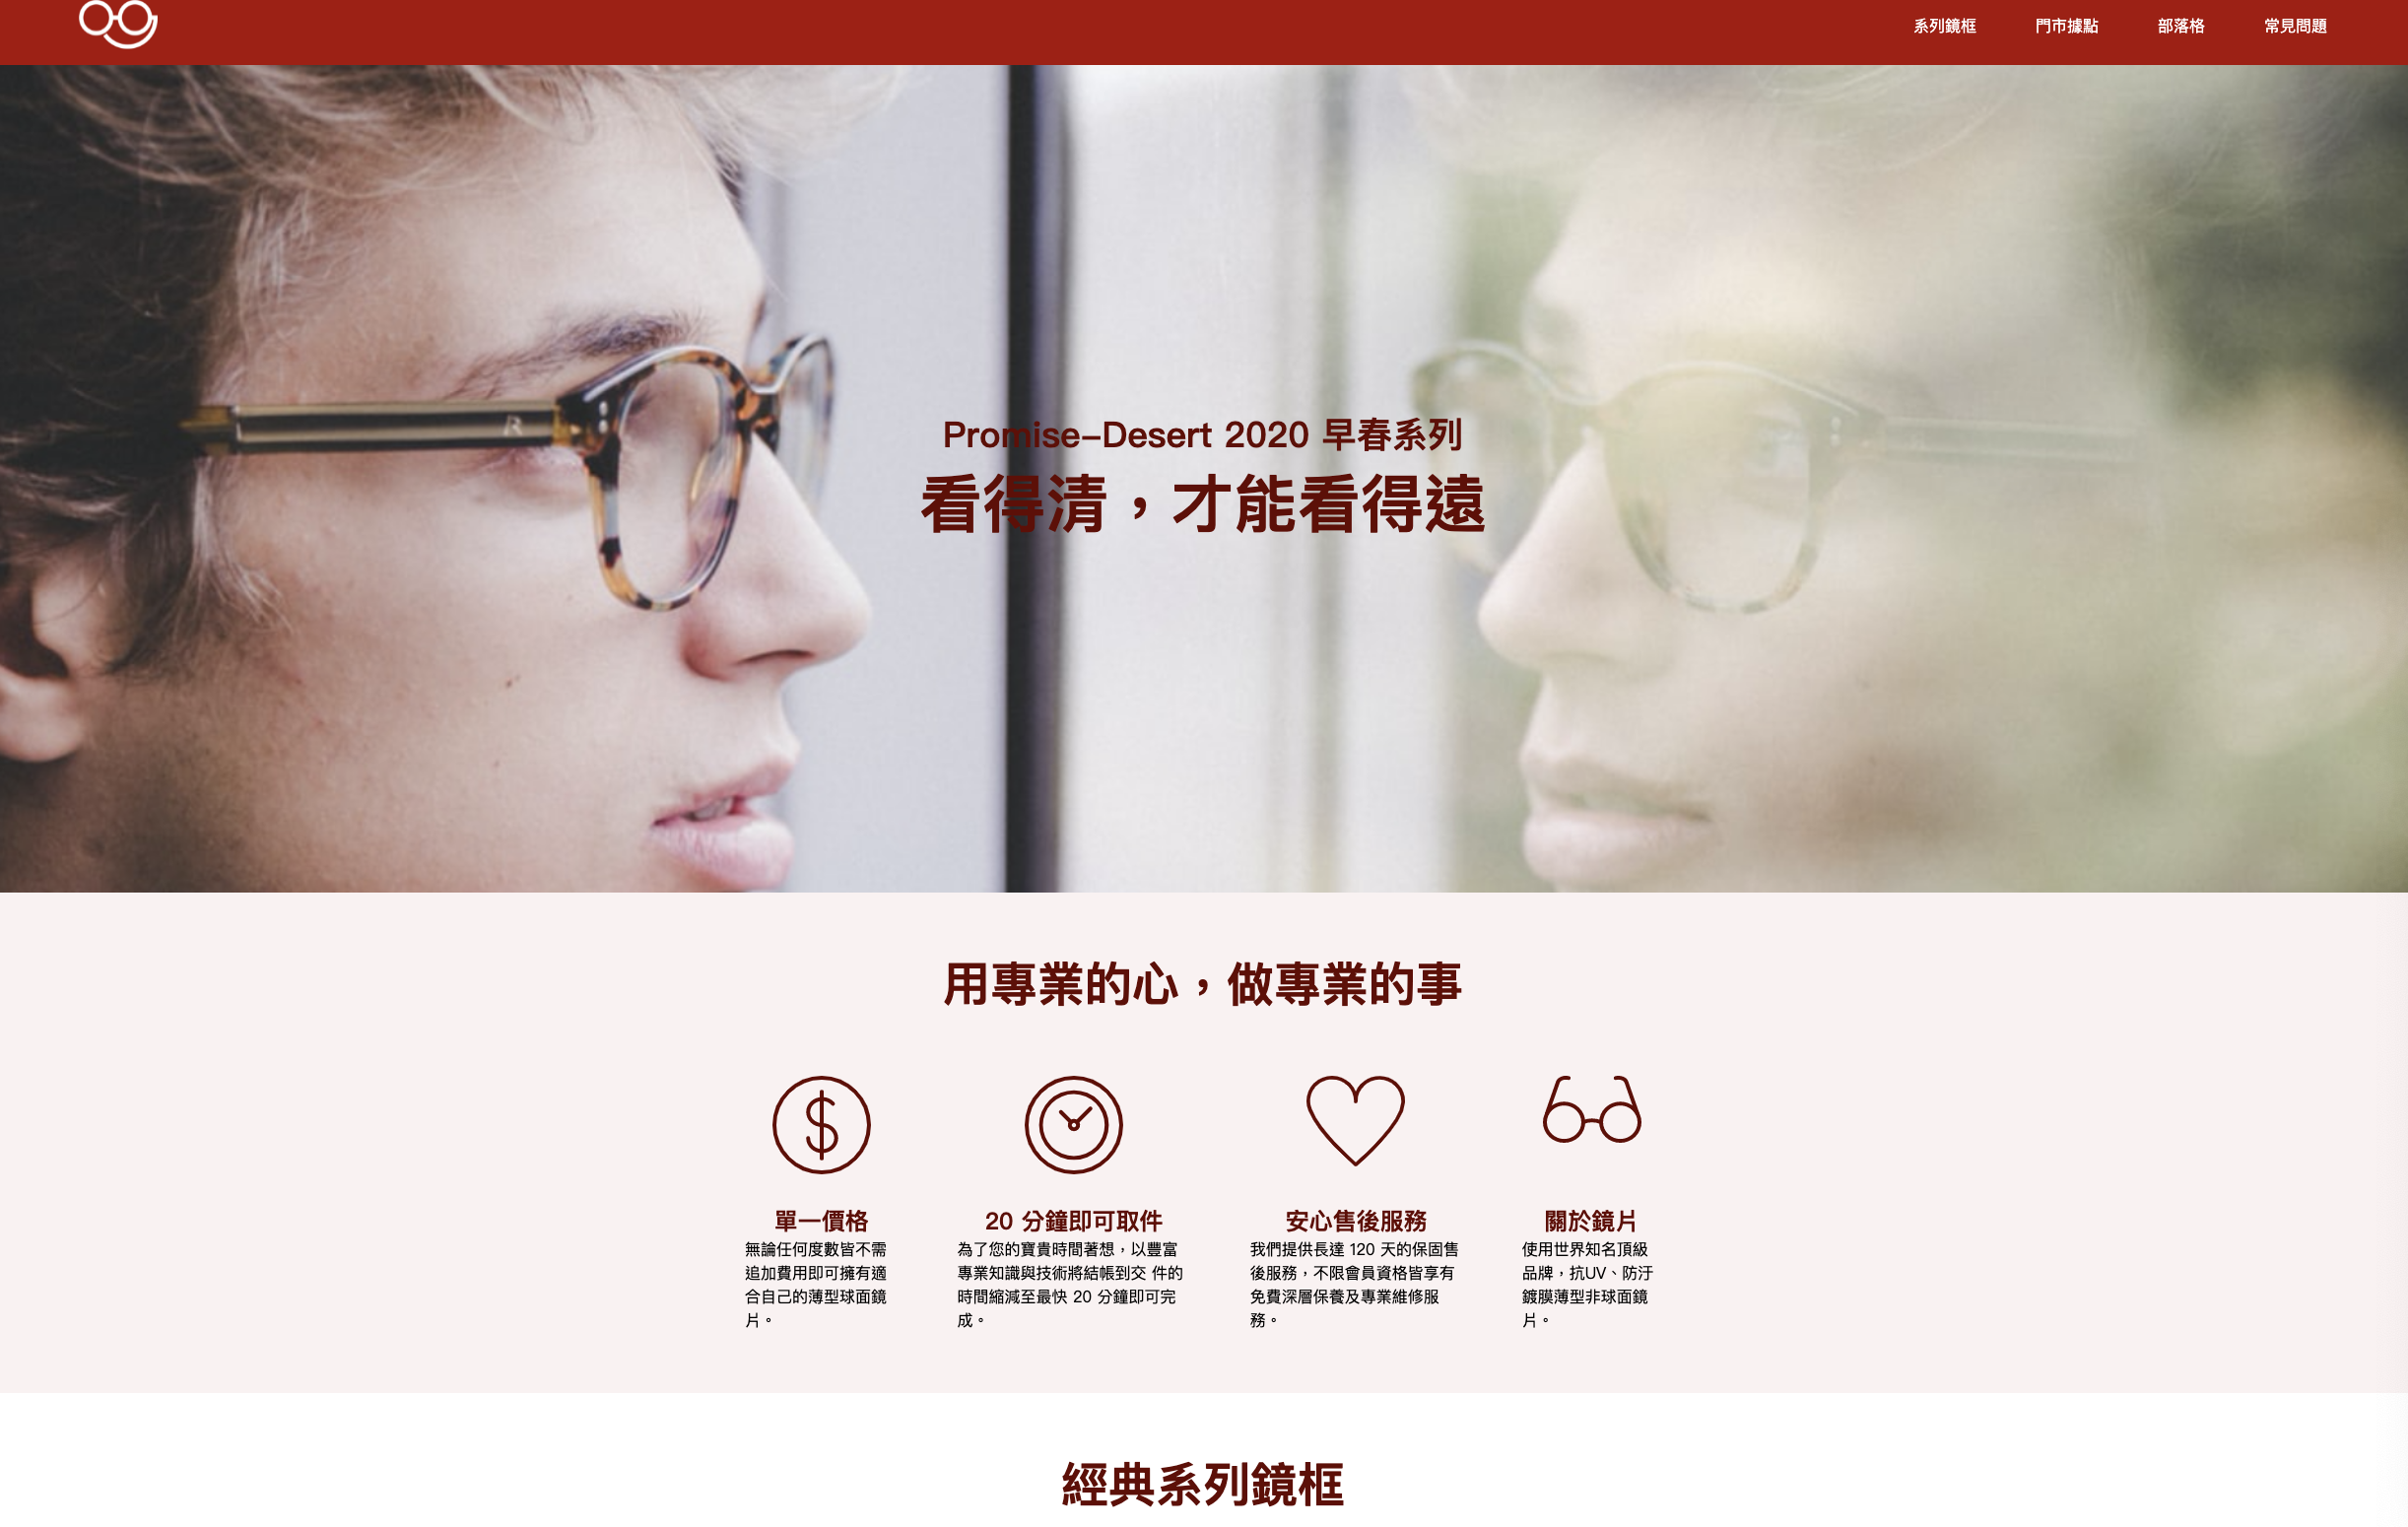 系列鏡框 門市據點 部落格 常見問題
Promise-Desert 2020 早春系列
看得清，才能看得遠
用專業的心，做專業的事
單一價格
無論任何度數皆不需
追加費用即可擁有適
合自己的薄型球面鏡
片。
20 分鐘即可取件
為了您的寶貴時間著想，以豐富
專業知識與技術將結帳到交 件的
時間縮減至最快 20 分鐘即可完
成。
安心售後服務
我們提供長達 120 天的保固售
後服務，不限會員資格皆享有
免費深層保養及專業維修服
務。
關於鏡片
使用世界知名頂級
品牌，抗UV、防汙
鍍膜薄型非球面鏡
片。
經典系列鏡框